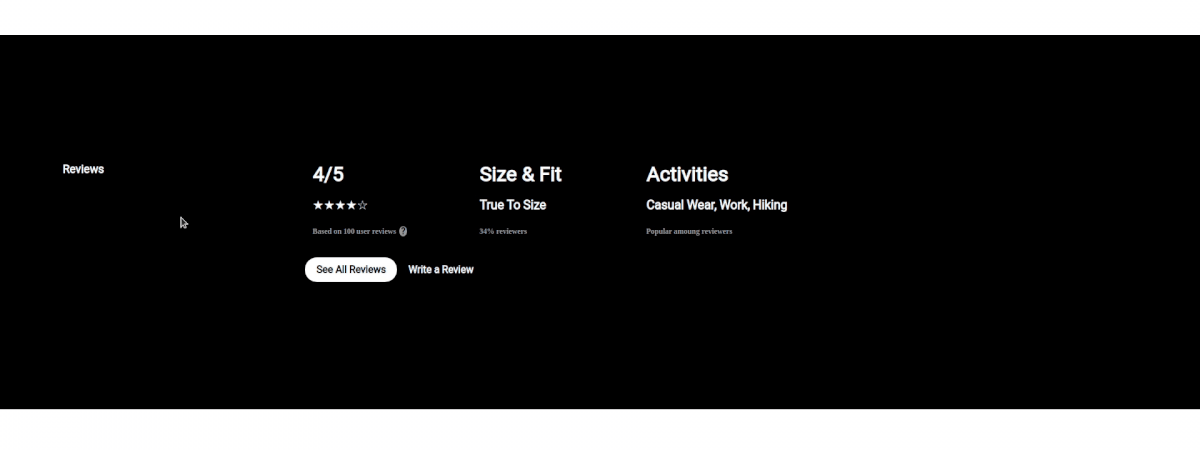 Reviews
4/5
★★★★☆
Based on 100 user reviews ?
See All Reviews
Write a Review
Size & Fit
True To Size
34% reviewers
Activities
Casual Wear, Work, Hiking
Popular amoung reviewers